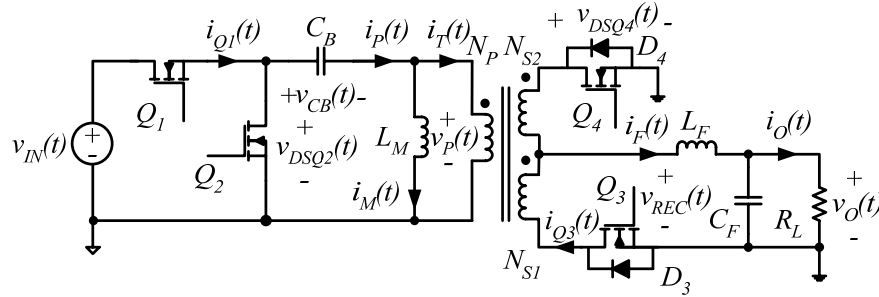 i_Q1(t) C_B i_P(t) i_T(t) N_P N_S2 + v_DSQ4(t) -
D_4
Q_1 +v_CB(t)- Q_4
v_IN(t) + - Q_2 + v_DSQ2(t) - L_M + v_P(t) - i_F(t) L_F i_O(t)
i_M(t) Q_3 + v_REC(t) - C_F R_L + v_O(t) -
i_Q3(t)
N_S1 D_3